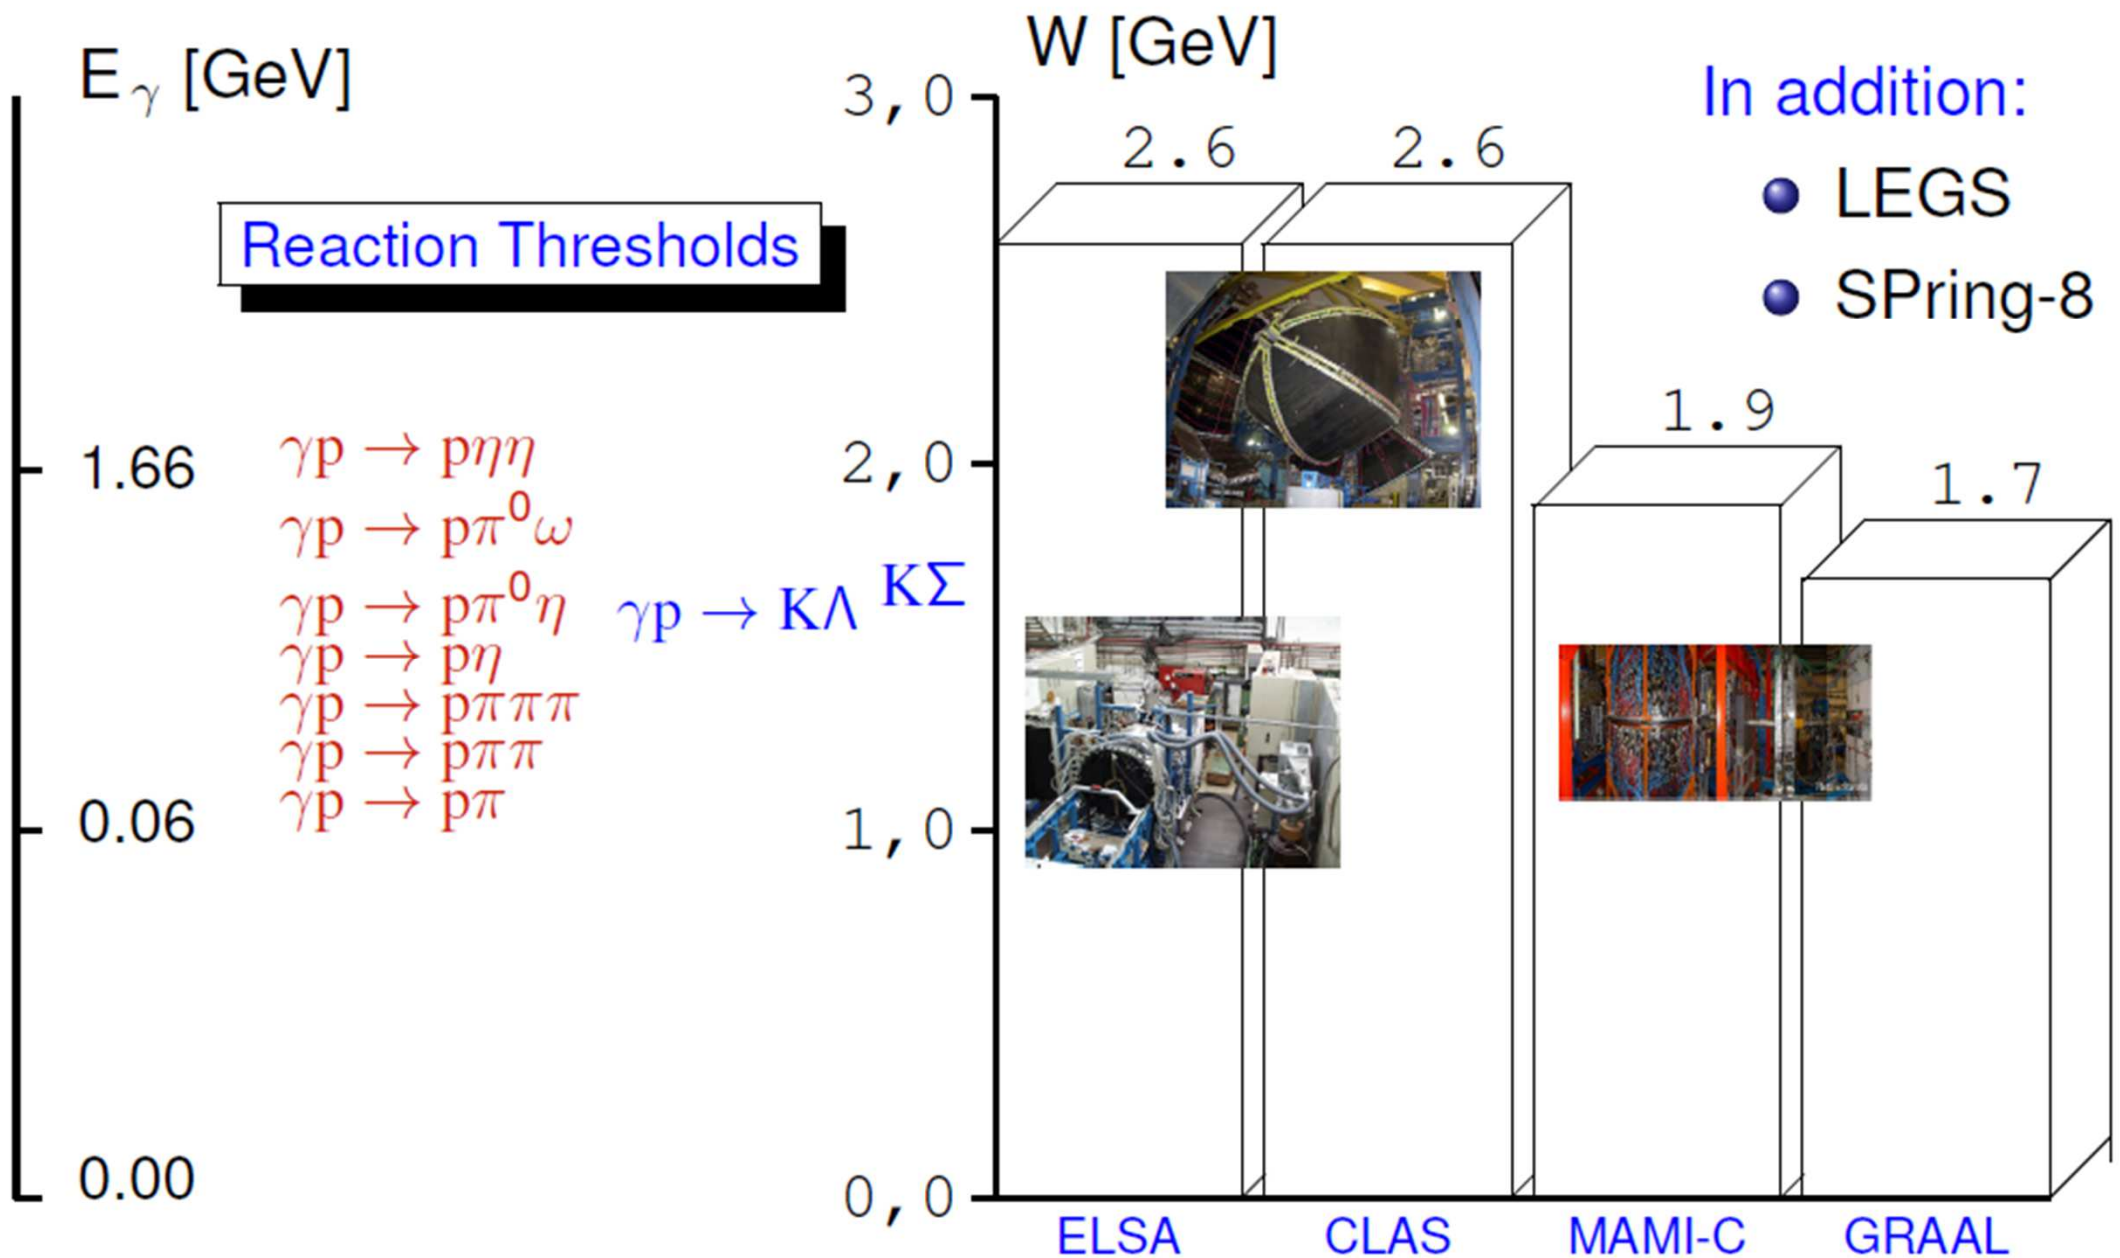 E γ [GeV]
Reaction Thresholds
1.66
0.06
0.00
γp → pηη
γp → pπ⁰ω
γp → pπ⁰η
γp → pη
γp → pπππ
γp → pππ
γp → pπ
γp → KΛ KΣ
W [GeV]
3,0
2,0
1,0
0,0
2.6
2.6
1.9
1.7
ELSA
CLAS
MAMI-C
GRAAL
In addition:
LEGS
SPring-8